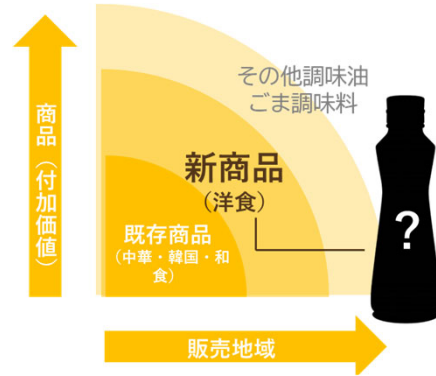 商品（付加価値）
その他調味油
ごま調味料
新商品
（洋食）
既存商品
（中華・韓国・和
食）
?
販売地域